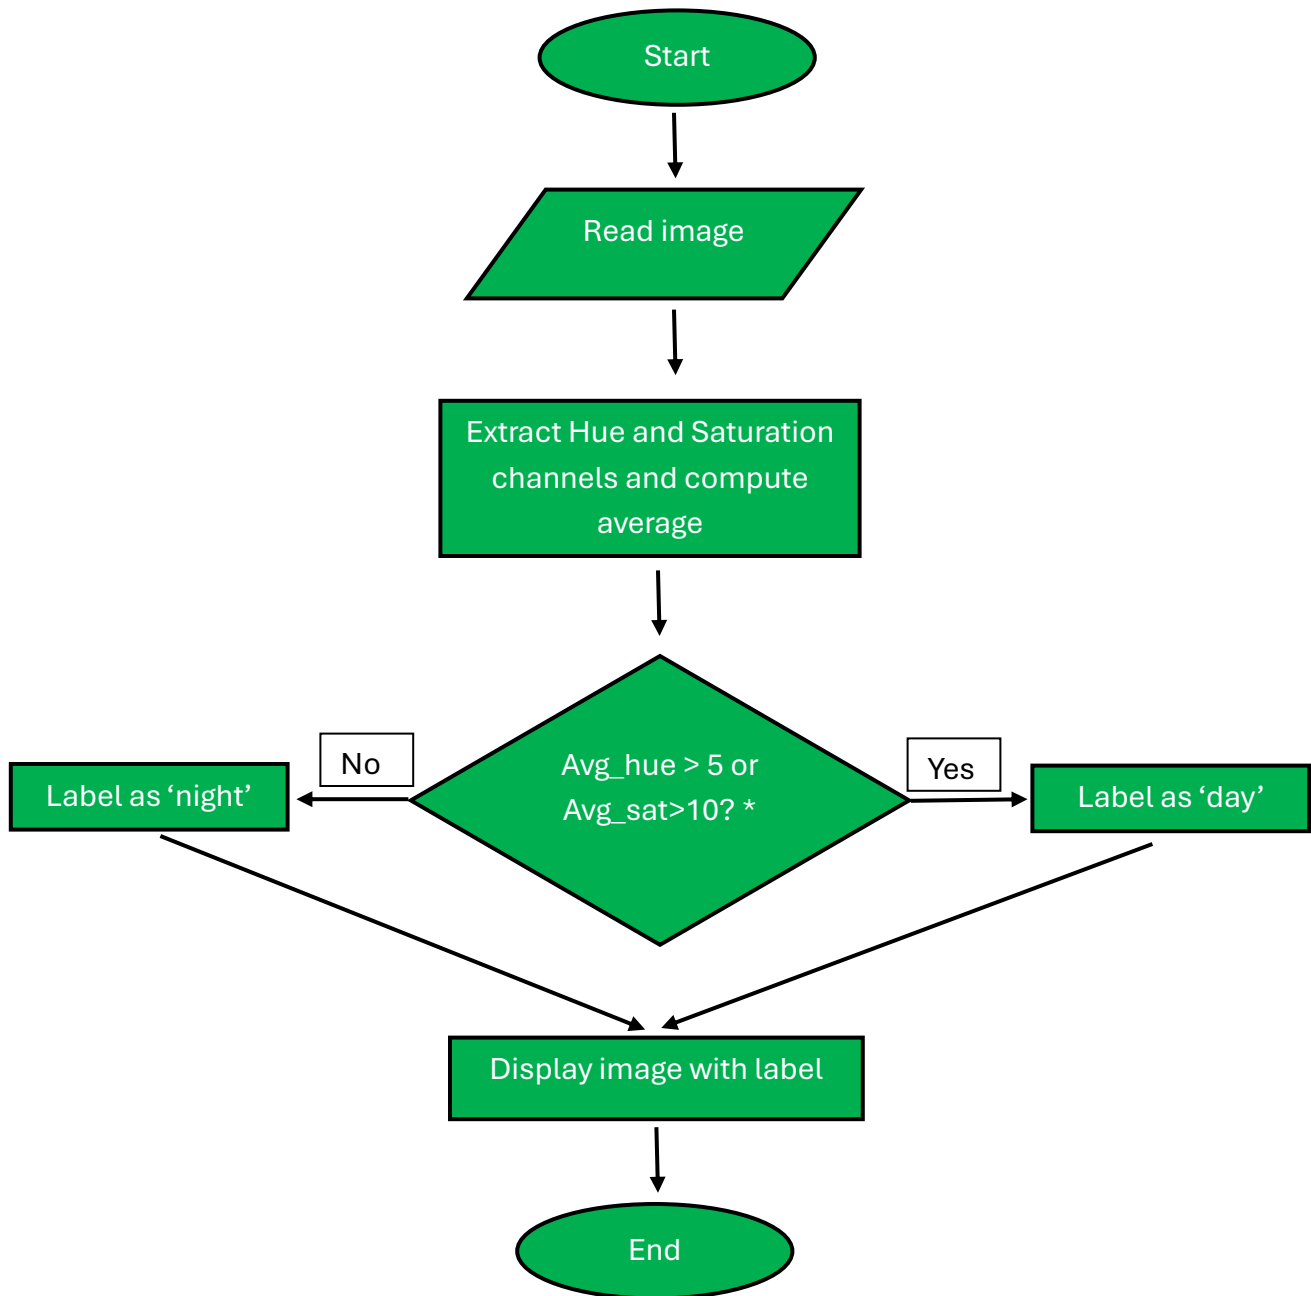 Start
Read image
Extract Hue and Saturation
channels and compute
average
Avg_hue > 5 or
Avg_sat>10? *
No
Yes
Label as ‘night’
Label as ‘day’
Display image with label
End